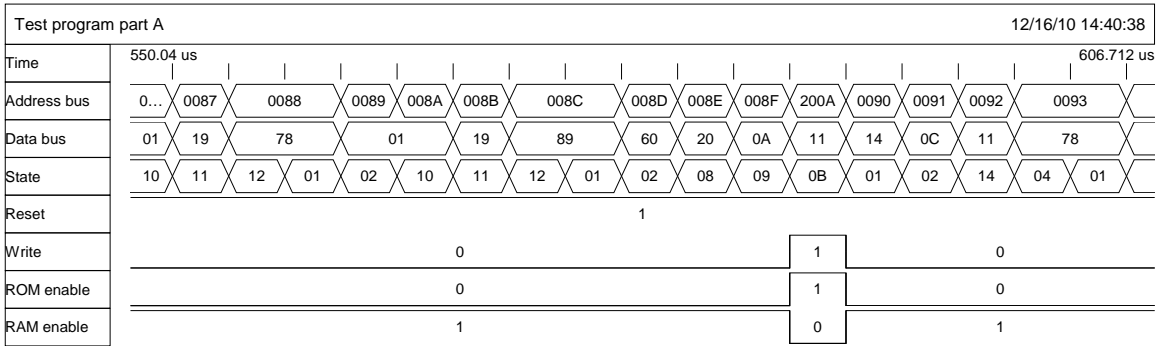 Test program part A 12/16/10 14:40:38
Time 550.04 us 606.712 us
Address bus 0... 0087 0088 0089 008A 008B 008C 008D 008E 008F 200A 0090 0091 0092 0093
Data bus 01 19 78 01 19 89 60 20 0A 11 14 0C 11 78
State 10 11 12 01 02 10 11 12 01 02 08 09 0B 01 02 14 04 01
Reset 1
Write 0 1 0
ROM enable 0 1 0
RAM enable 1 0 1